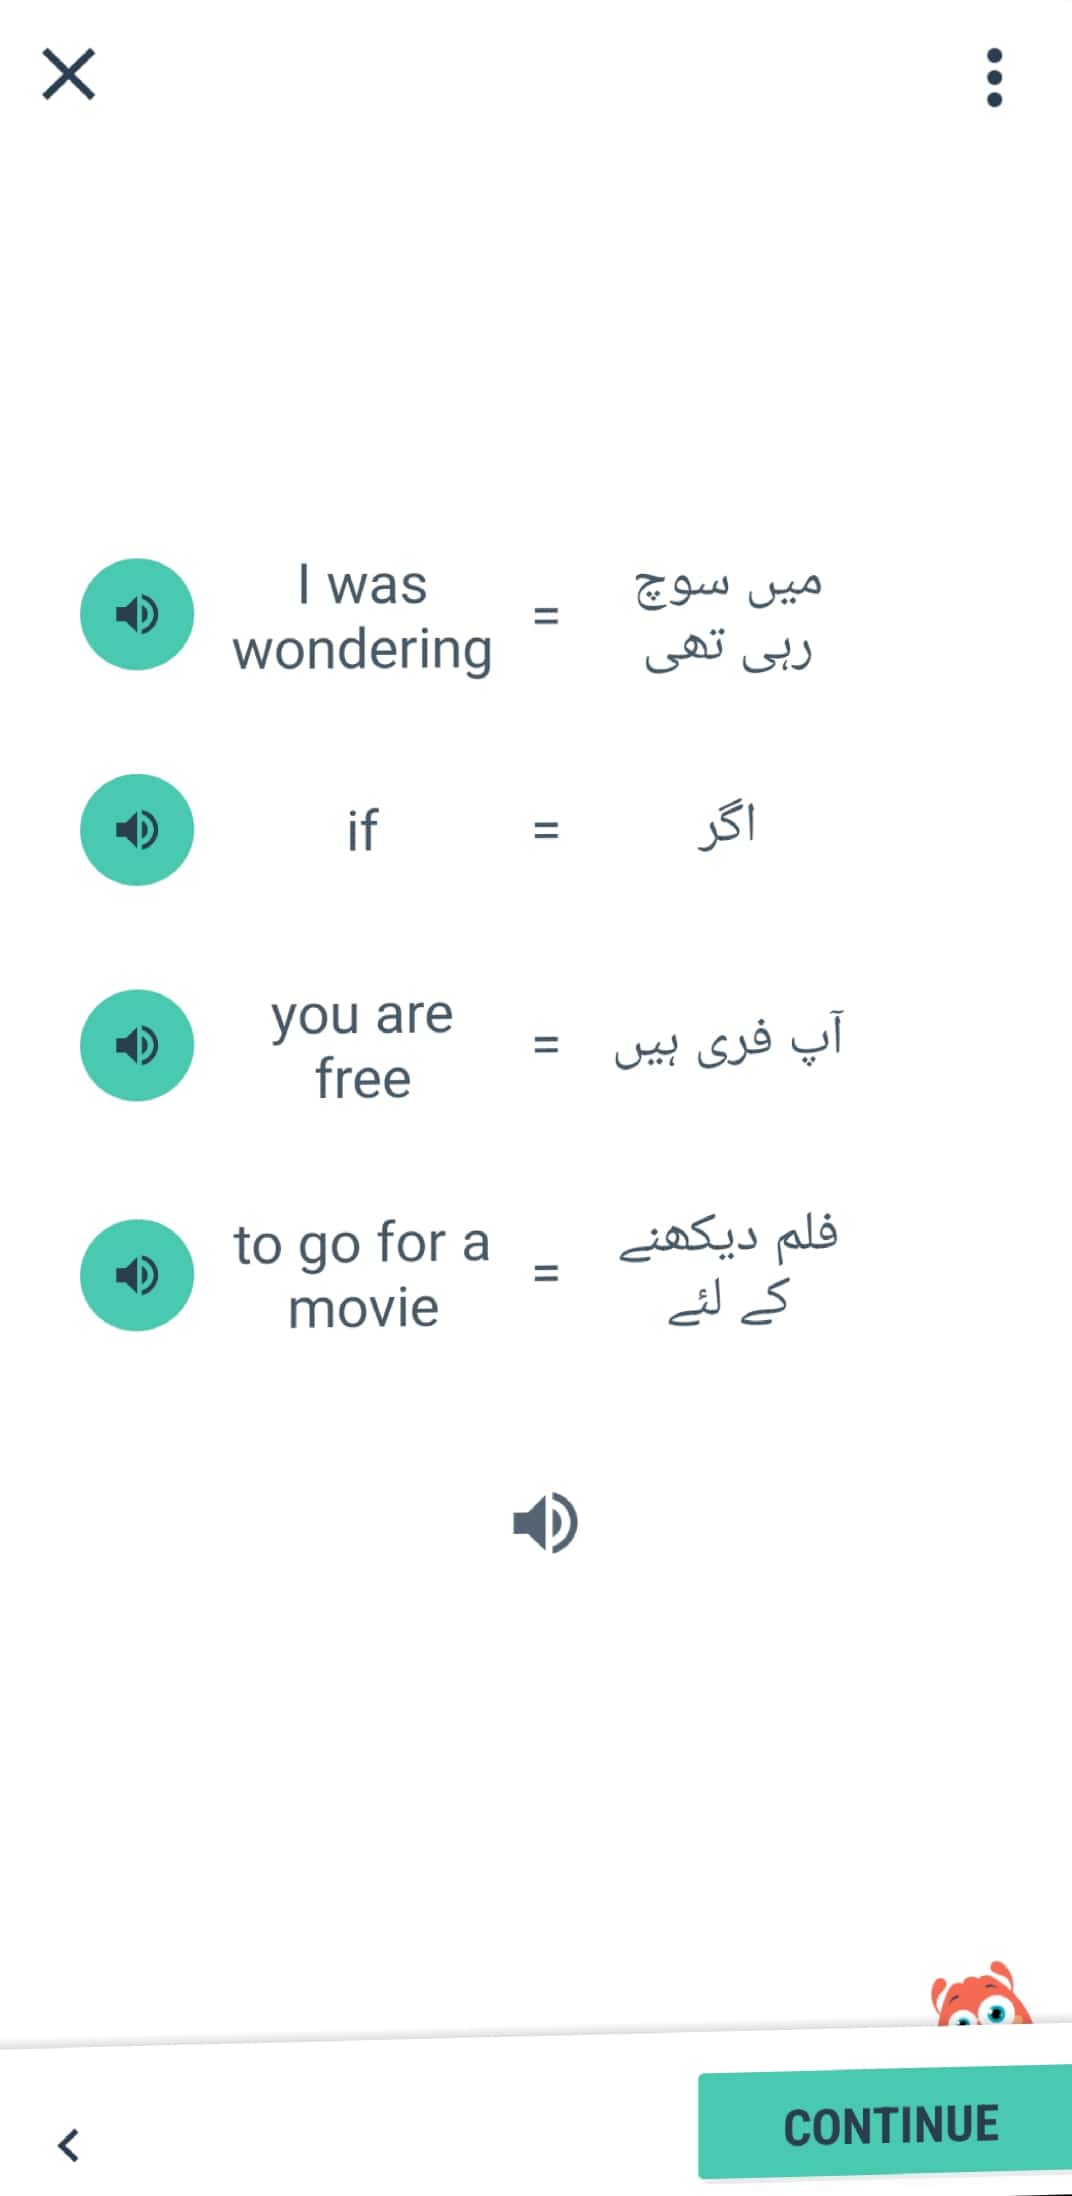 I was
wondering
=
میں سوچ
رہی تھی
if
=
اگر
you are
free
=
آپ فری ہیں
to go for a
movie
=
فلم دیکھنے
کے لئے
CONTINUE